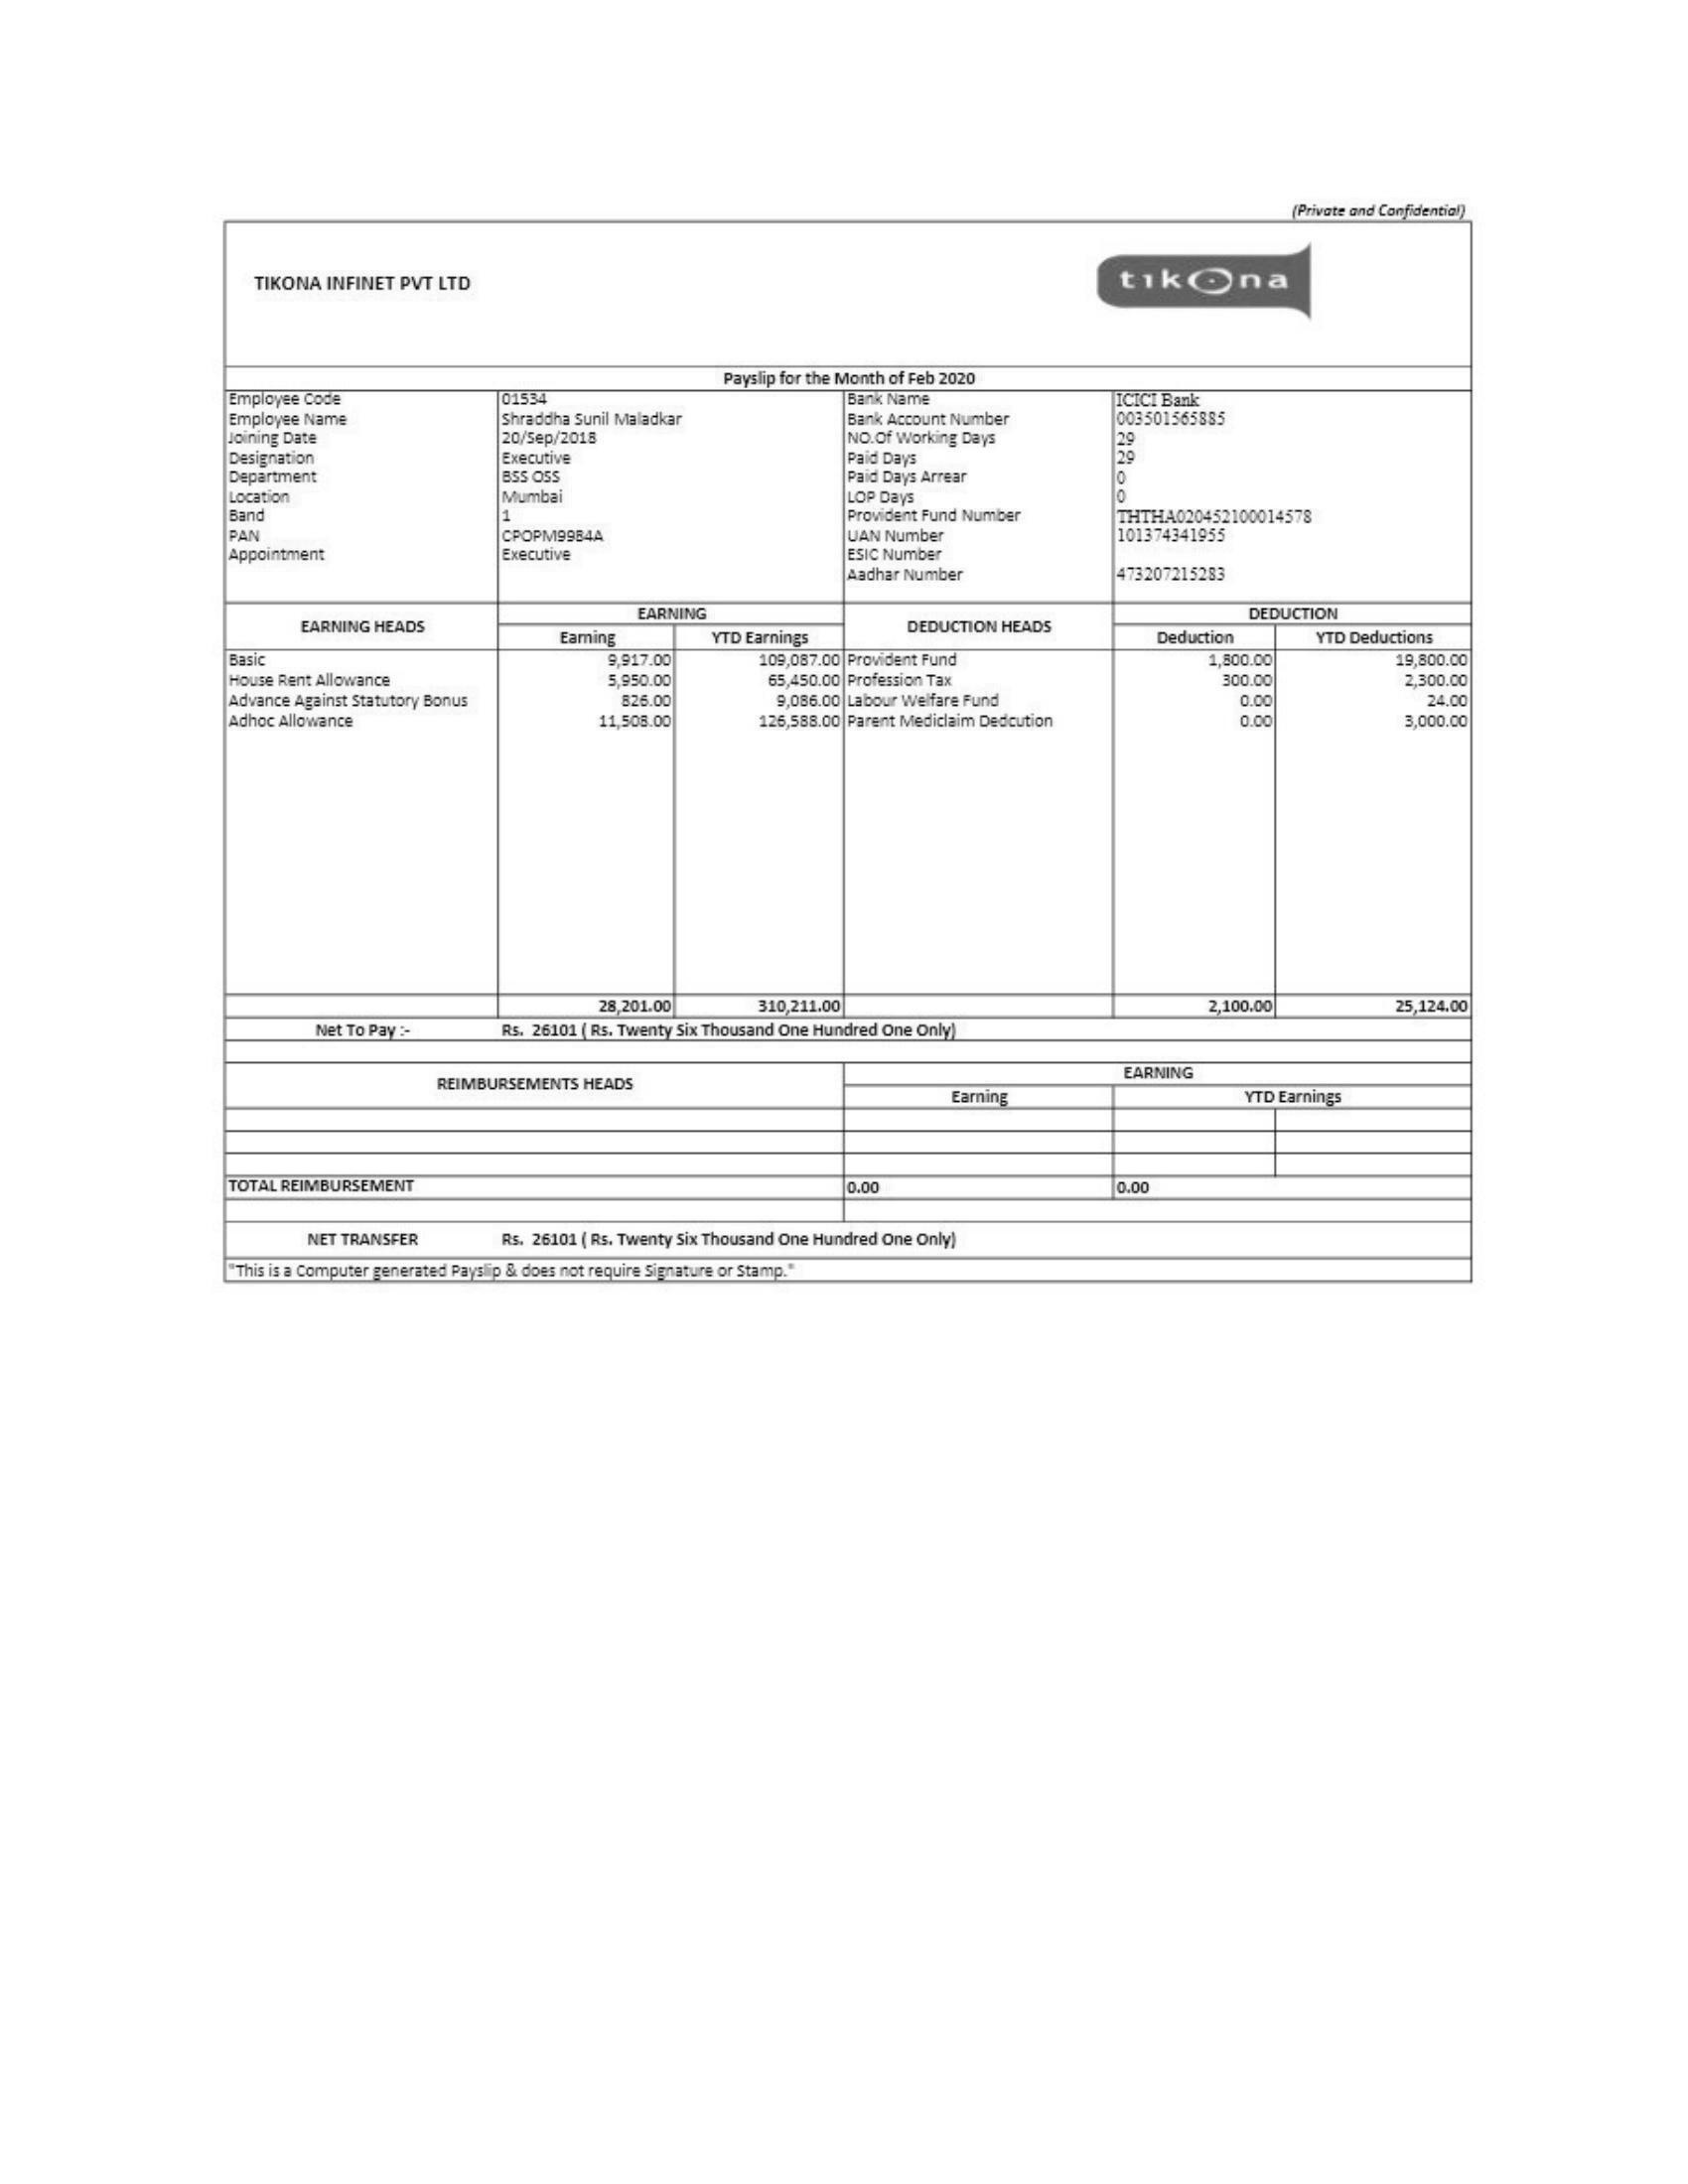 (Private and Confidential)
TIKONA INFINET PVT LTD
tikona
Payslip for the Month of Feb 2020
Employee Code 01534 Bank Name ICICI Bank
Employee Name Shraddha Sunil Maladkar Bank Account Number 003501565885
Joining Date 20/Sep/2018 NO.Of Working Days 29
Designation Executive Paid Days 29
Department BSS OSS Paid Days Arrear 0
Location Mumbai LOP Days 0
Band 1 Provident Fund Number THTHA020452100014578
PAN CPOPM9984A UAN Number 101374341955
Appointment Executive ESIC Number
Aadhar Number 473207215283
EARNING HEADS EARNING DEDUCTION HEADS DEDUCTION
Earning YTD Earnings Deduction YTD Deductions
Basic 9,917.00 109,087.00 Provident Fund 1,800.00 19,800.00
House Rent Allowance 5,950.00 65,450.00 Profession Tax 300.00 2,300.00
Advance Against Statutory Bonus 826.00 9,086.00 Labour Welfare Fund 0.00 24.00
Adhoc Allowance 11,508.00 126,588.00 Parent Mediclaim Dedcution 0.00 3,000.00
28,201.00 310,211.00 2,100.00 25,124.00
Net To Pay :- Rs. 26101 ( Rs. Twenty Six Thousand One Hundred One Only)
REIMBURSEMENTS HEADS EARNING
Earning YTD Earnings
TOTAL REIMBURSEMENT 0.00 0.00
NET TRANSFER Rs. 26101 ( Rs. Twenty Six Thousand One Hundred One Only)
"This is a Computer generated Payslip & does not require Signature or Stamp."